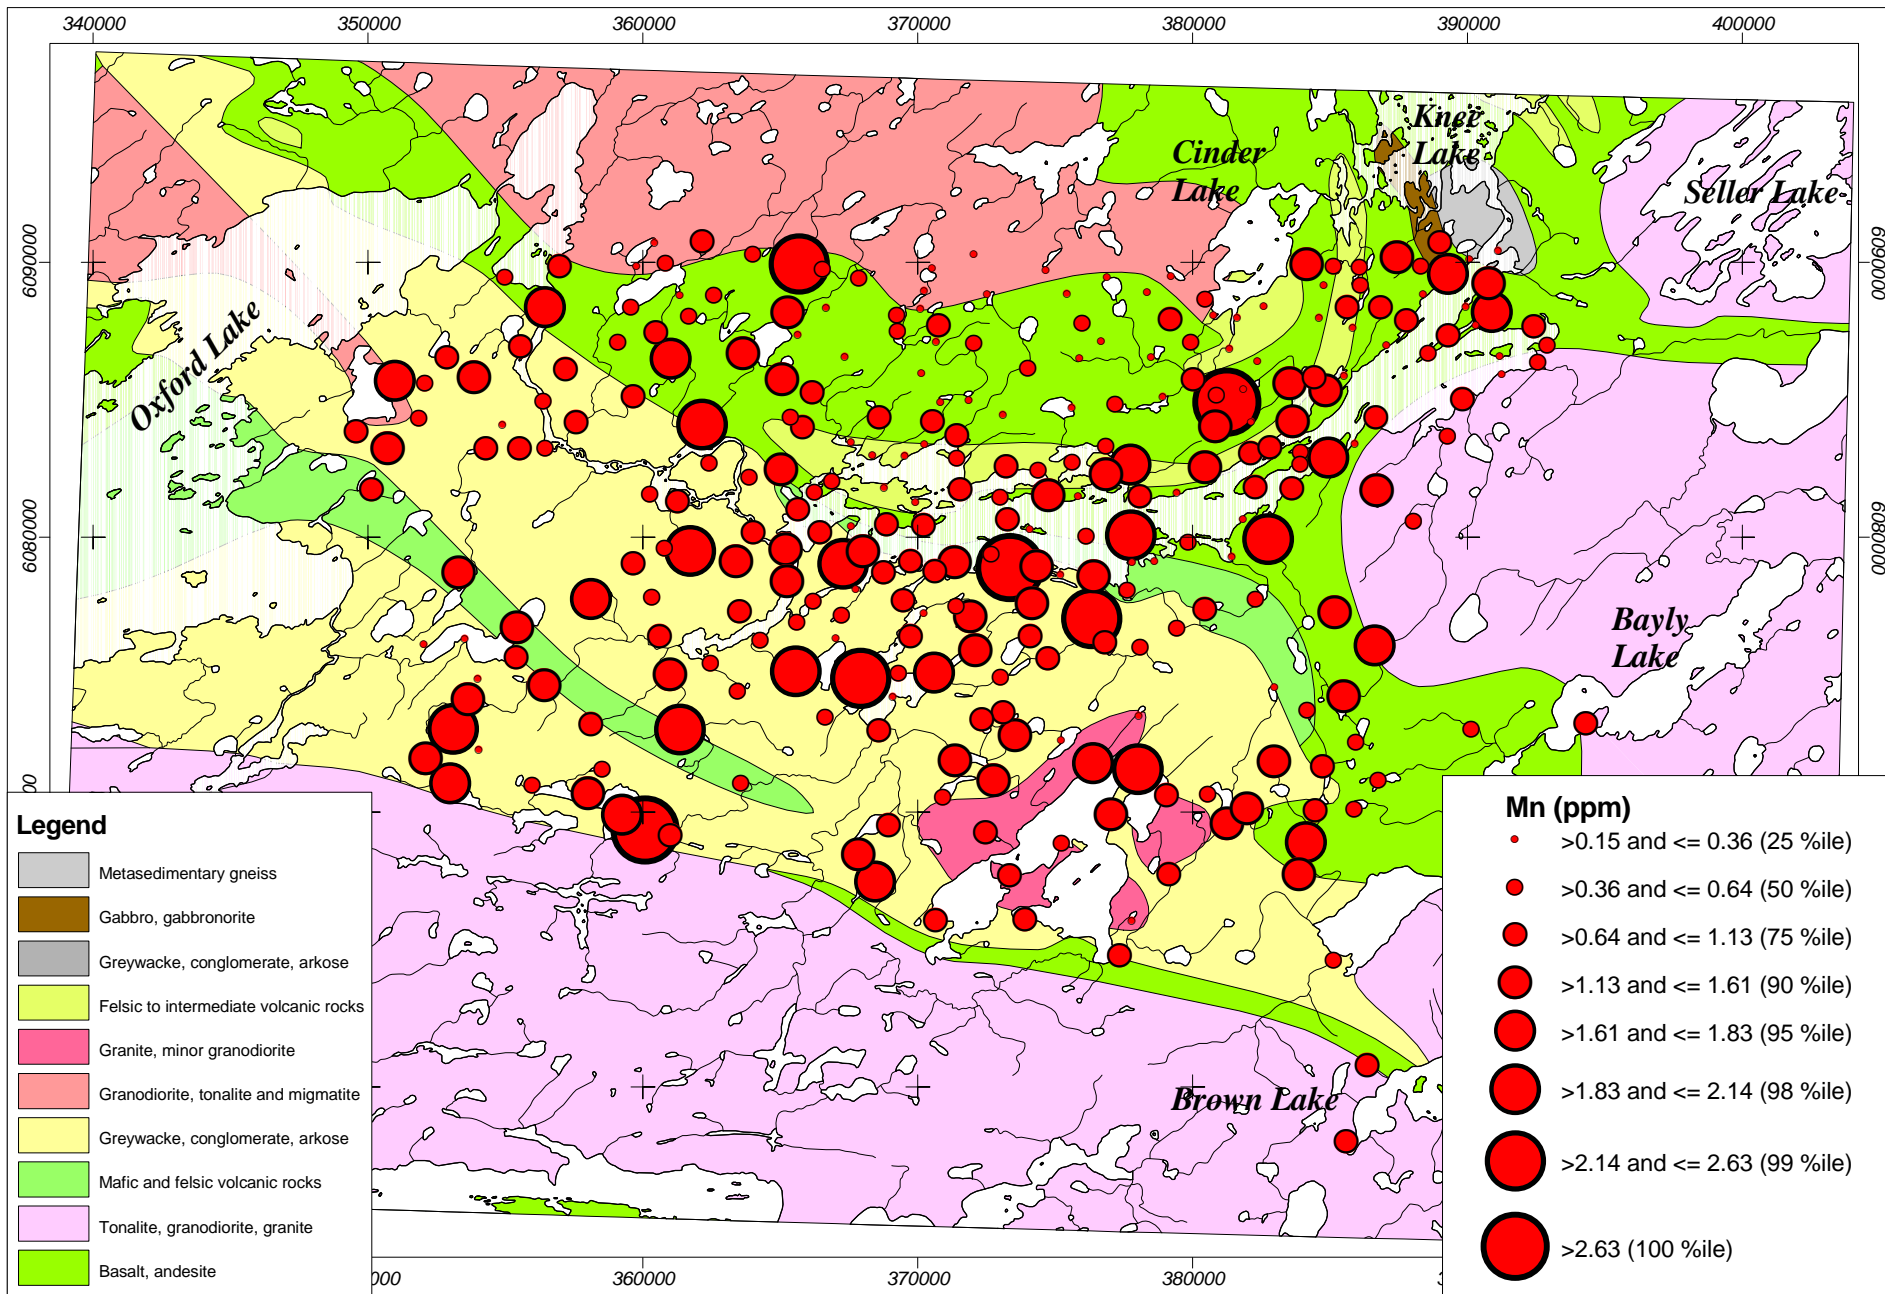 340000 350000 360000 370000 380000 390000 400000
Knee
Lake
Cinder
Lake
Seller Lake
6090000
6090000
Oxford Lake
6080000
6080000
Bayly
Lake
00
Legend
Metasedimentary gneiss
Gabbro, gabbronorite
Greywacke, conglomerate, arkose
Felsic to intermediate volcanic rocks
Granite, minor granodiorite
Granodiorite, tonalite and migmatite
Greywacke, conglomerate, arkose
Mafic and felsic volcanic rocks
Tonalite, granodiorite, granite
Basalt, andesite
Brown Lake
Mn (ppm)
>0.15 and <= 0.36 (25 %ile)
>0.36 and <= 0.64 (50 %ile)
>0.64 and <= 1.13 (75 %ile)
>1.13 and <= 1.61 (90 %ile)
>1.61 and <= 1.83 (95 %ile)
>1.83 and <= 2.14 (98 %ile)
>2.14 and <= 2.63 (99 %ile)
>2.63 (100 %ile)
000 360000 370000 380000